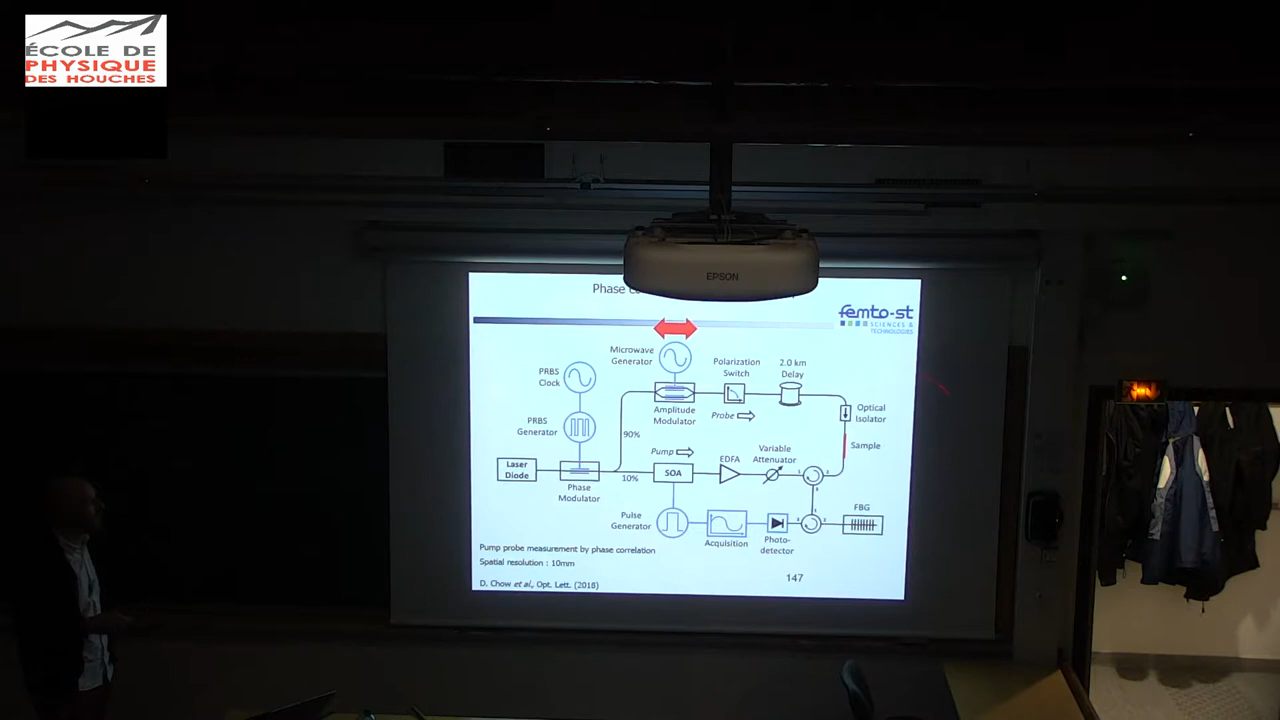 ÉCOLE DE
PHYSIQUE
DES HOUCHES
EPSON
Phase
femto-st
SCIENCES &
TECHNOLOGIES
Microwave
Generator
Polarization
Switch
2.0 km
Delay
PRBS
Clock
Amplitude
Modulator
Probe
Optical
Isolator
PRBS
Generator
90%
Sample
Pump
EDFA
Variable
Attenuator
Laser
Diode
10%
SOA
Phase
Modulator
Pulse
Generator
Acquisition
Photo-
detector
FBG
Pump probe measurement by phase correlation
Spatial resolution : 10mm
147
D. Chow et al., Opt. Lett. (2018)